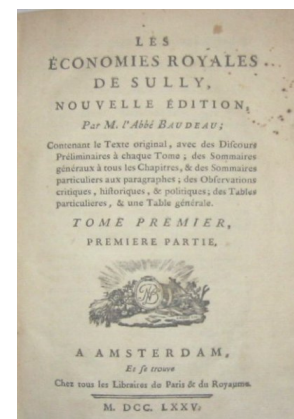 LES
ÉCONOMIES ROYALES
DE SULLY,
NOUVELLE ÉDITION,
Par M. l'Abbé BAUDEAU;
Contenant le Texte original, avec des Discours
Préliminaires à chaque Tome; des Sommaires
généraux à tous les Chapitres, & des Sommaires
particuliers aux paragraphes; des Observations
critiques, historiques, & politiques; des Tables
particulieres, & une Table générale.
TOME PREMIER,
PREMIERE PARTIE.
A AMSTERDAM,
Et se trouve
Chez tous les Libraires de Paris & du Royaume.
M. DCC. LXXV.